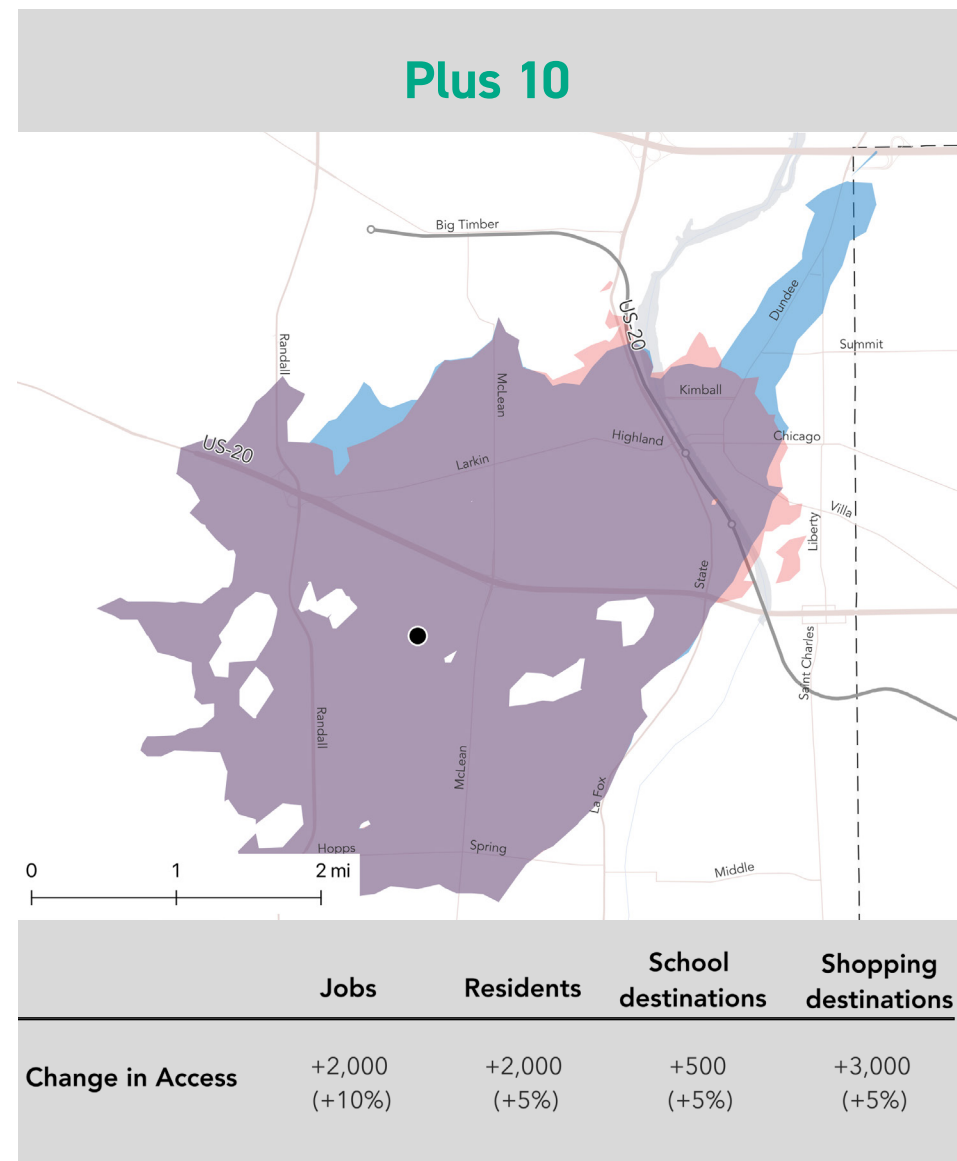 Plus 10
Big Timber
US-20
Dundee
Randall
Summit
McLean
Kimball
Highland
Chicago
US-20
Larkin
Villa
Liberty
State
Saint Charles
Randall
McLean
La Fox
Hopps
Spring
Middle
0 1 2 mi
Jobs Residents School destinations Shopping destinations
Change in Access
+2,000 +2,000 +500 +3,000
(+10%) (+5%) (+5%) (+5%)